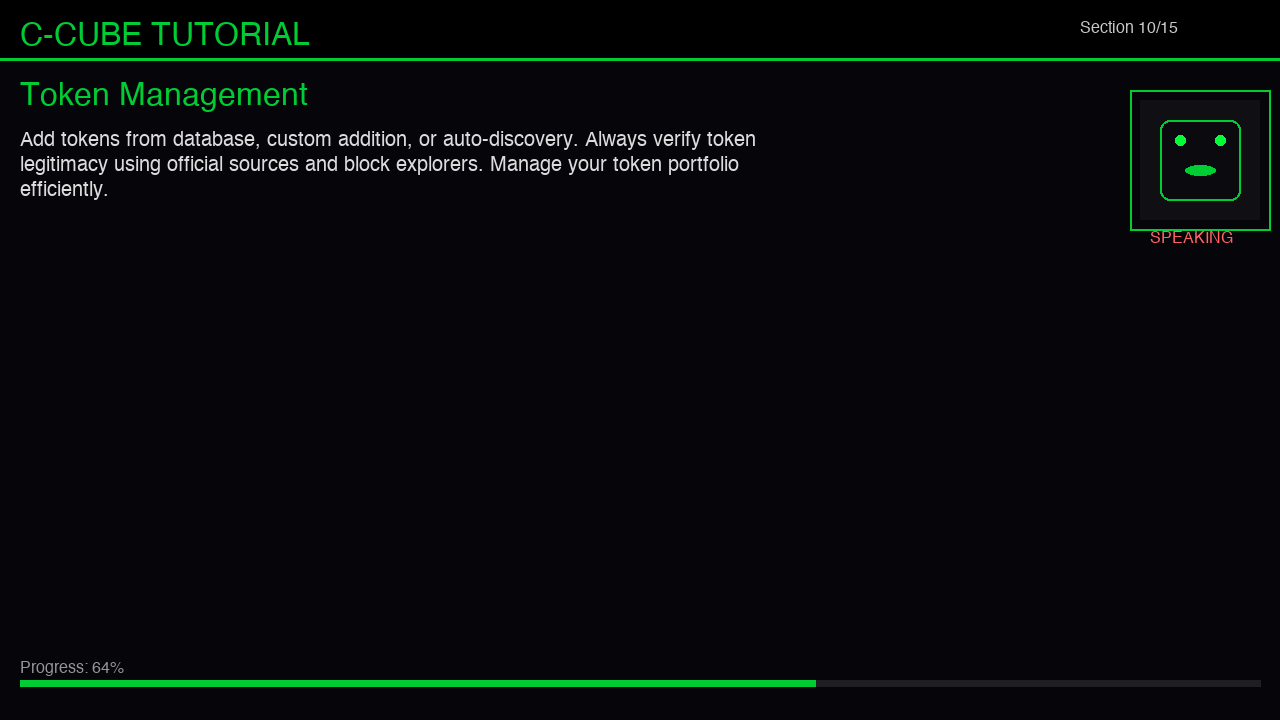 C-CUBE TUTORIAL
Section 10/15
Token Management
Add tokens from database, custom addition, or auto-discovery. Always verify token
legitimacy using official sources and block explorers. Manage your token portfolio
efficiently.
SPEAKING
Progress: 64%